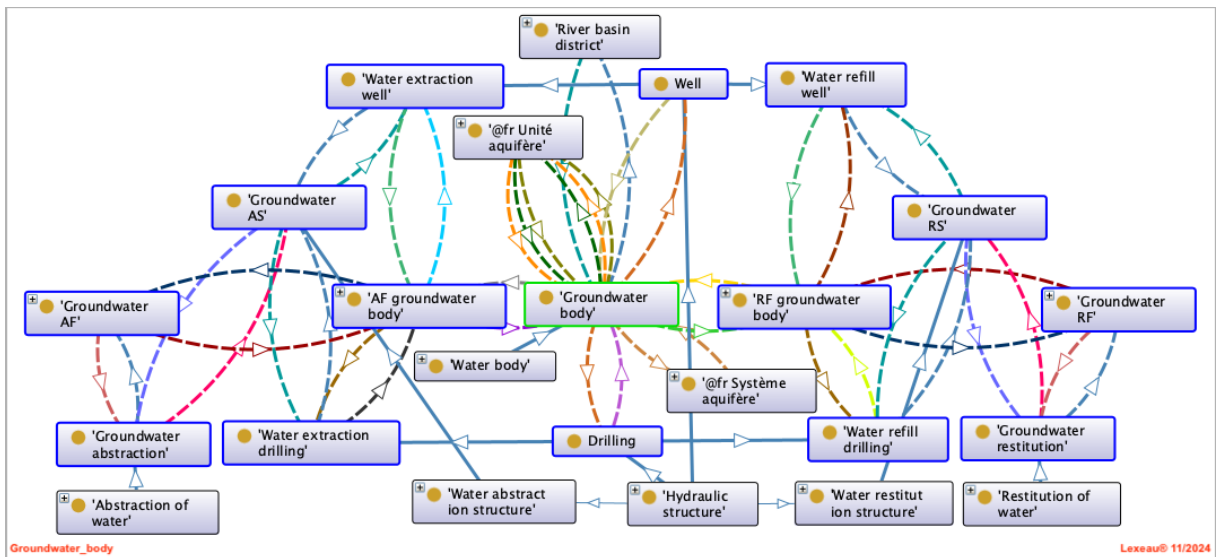 'River basin
district'
'Water extraction
well'
Well
'Water refill
well'
'@fr Unité
aquifère'
'Groundwater
AS'
'Groundwater
RS'
'Groundwater
AF'
'AF groundwater
body'
'Groundwater
body'
'RF groundwater
body'
'Groundwater
RF'
'Water body'
'@fr Système
aquifère'
'Groundwater
abstraction'
'Water extraction
drilling'
Drilling
'Water refill
drilling'
'Groundwater
restitution'
'Abstraction of
water'
'Water abstract
ion structure'
'Hydraulic
structure'
'Water restitut
ion structure'
'Restitution of
water'
Groundwater_body
Lexeau® 11/2024